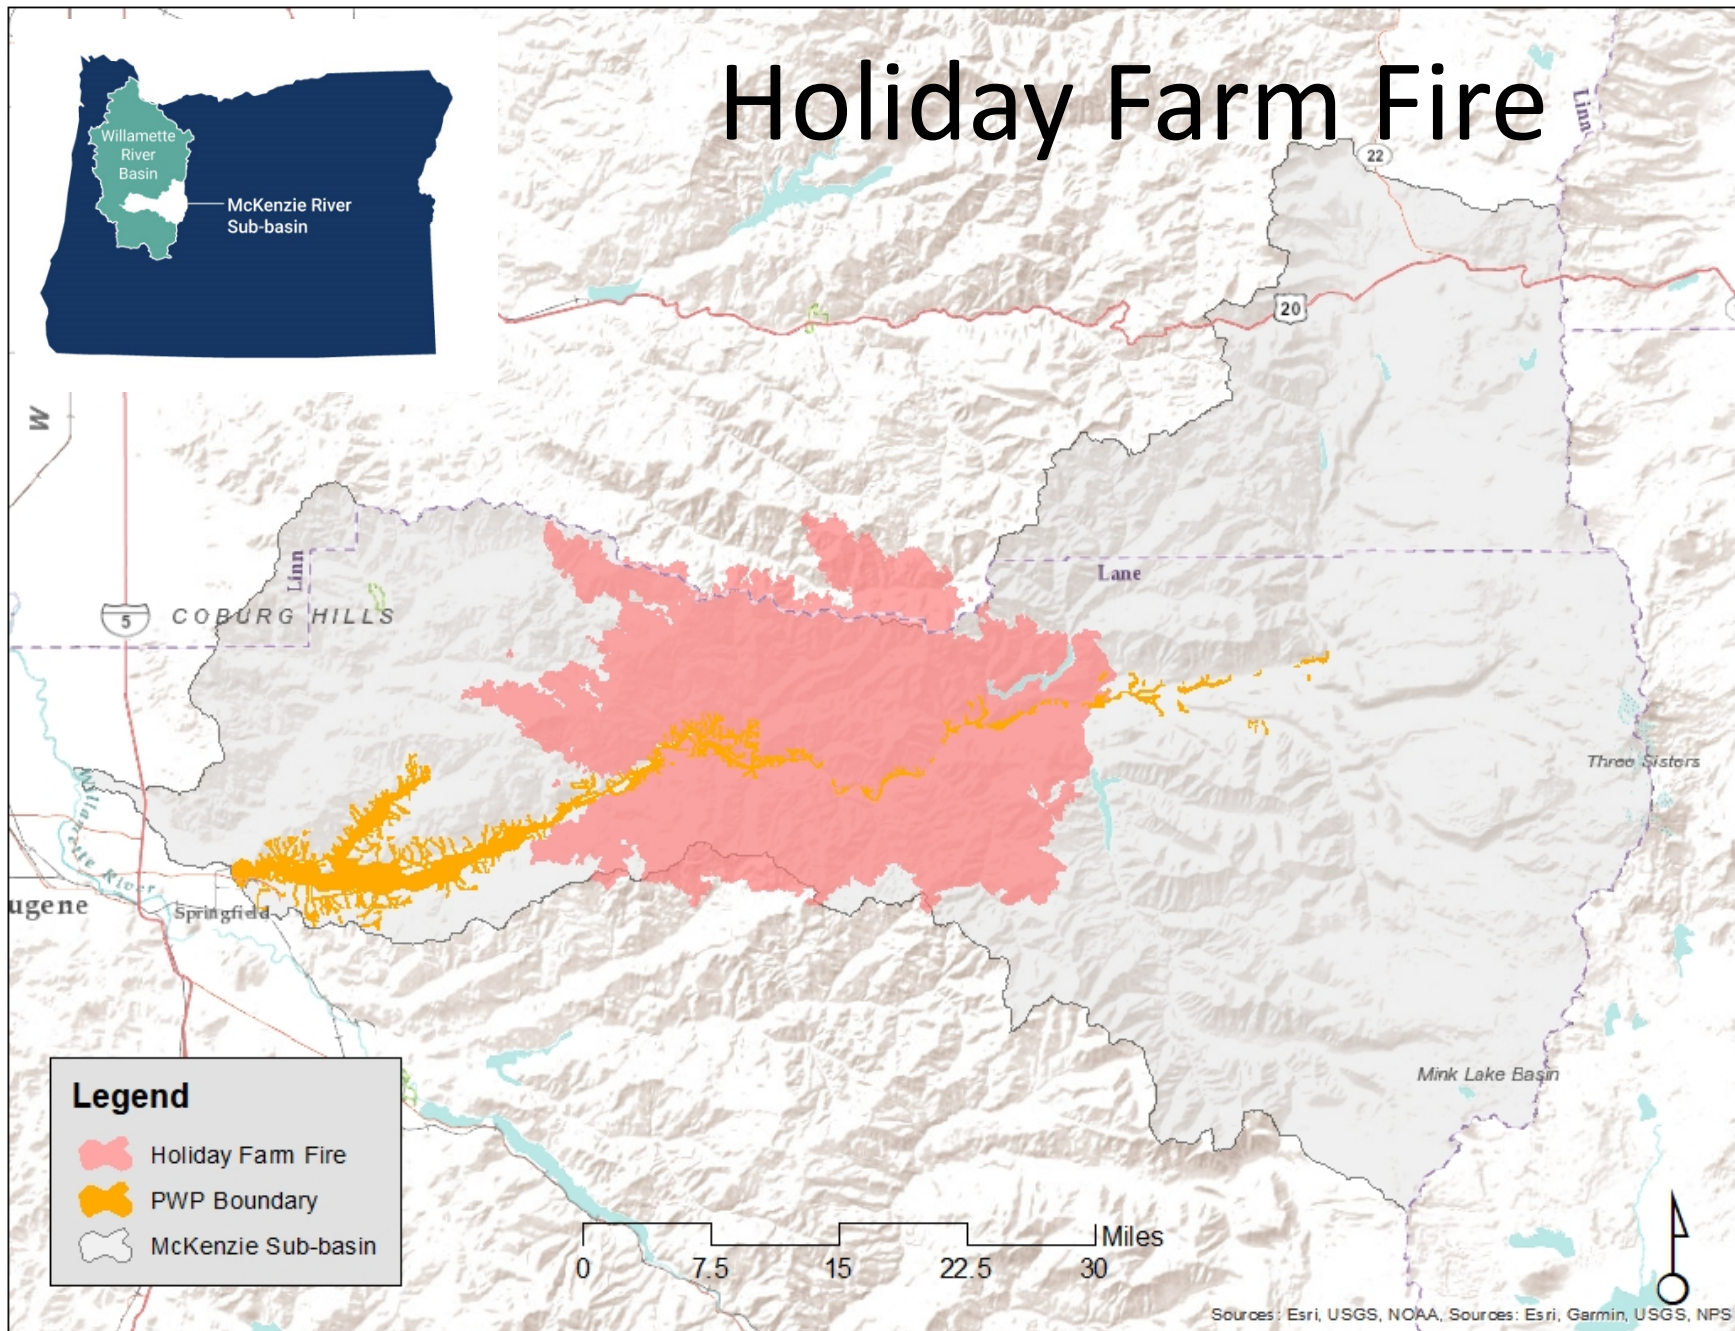 Holiday Farm Fire
Willamette
River
Basin
McKenzie River
Sub-basin
Linn
22
20
W
Linn
Lane
5
COBURG HILLS
Three Sisters
Willamette River
ugene
Springfield
Mink Lake Basin
Legend
Holiday Farm Fire
PWP Boundary
McKenzie Sub-basin
Miles
0 7.5 15 22.5 30
Sources: Esri, USGS, NOAA, Sources: Esri, Garmin, USGS, NPS